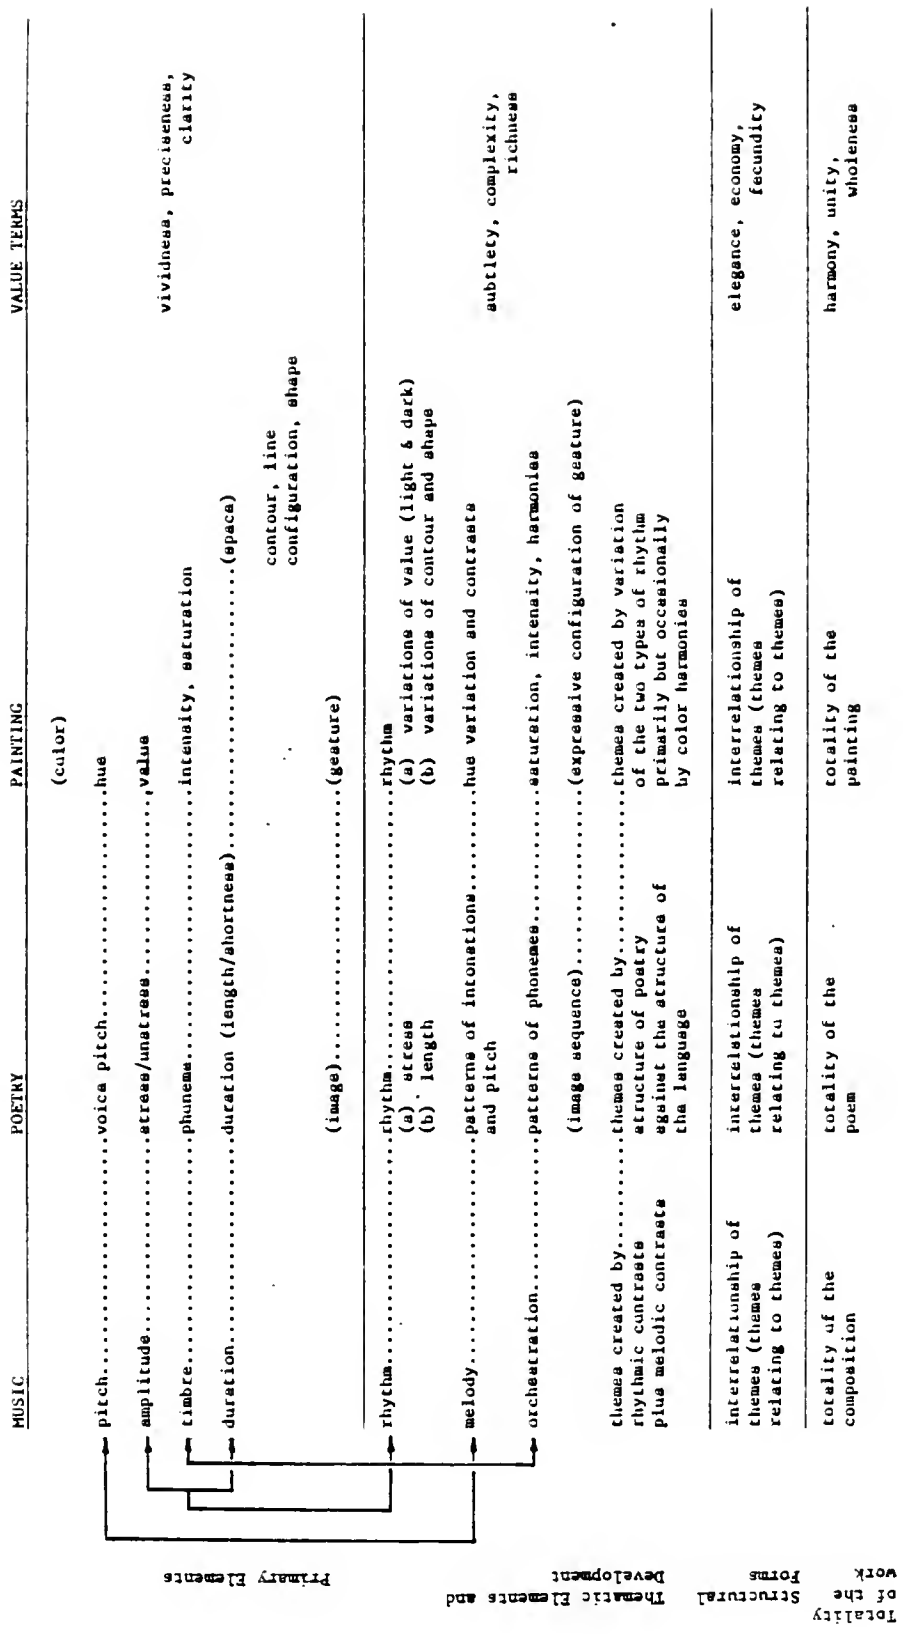 MUSIC POETRY PAINTING VALUE TERMS
(color)
pitch...voice pitch...hue
amplitude...stress/unstress...value
timbre...phoneme...intensity, saturation
vividness, preciseness,
clarity
duration...duration (length/shortness)...(space)
contour, line
configuration, shape
(image)...(gesture)
Primary Elements
rhythm...rhythm...rhythm
(a) stress (a) variations of value (light & dark)
(b) length (b) variations of contour and shape
melody...patterns of intonations...hue variation and contrasts
and pitch
subtlety, complexity,
richness
orchestration...patterns of phonemes...saturation, intensity, harmonies
(image sequence)...(expressive configuration of gesture)
themes created by...themes created by...themes created by variation
rhythmic contrasts structure of poetry of the two types of rhythm
plus melodic contrasts against the structure of primarily but occasionally
the language by color harmonies
Thematic Elements and
Development
interrelationship of interrelationship of interrelationship of elegance, economy,
themes (themes themes (themes themes (themes fecundity
relating to themes) relating to themes) relating to themes)
Structural
Forms
totality of the totality of the totality of the harmony, unity,
composition poem painting wholeness
Totality
of the
work